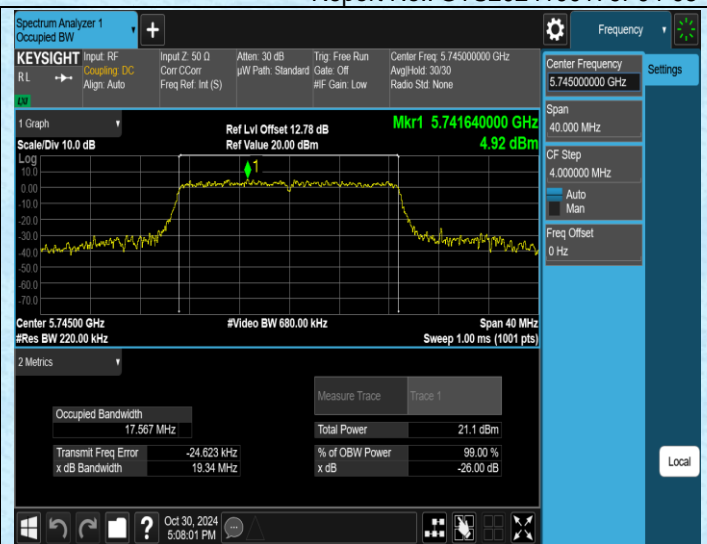 Spectrum Analyzer 1
Occupied BW
Frequency
KEYSIGHT
Input: RF
Coupling: DC
Align: Auto
Input Z: 50 Ω
Corr CCorr
Freq Ref: Int (S)
Atten: 30 dB
µW Path: Standard
Trig: Free Run
Gate: Off
#IF Gain: Low
Center Freq: 5.745000000 GHz
Avg|Hold: 30/30
Radio Std: None
R L
Center Frequency
5.745000000 GHz
Settings
Span
40.000 MHz
CF Step
4.000000 MHz
Auto
Man
Freq Offset
0 Hz
1 Graph
Scale/Div 10.0 dB
Ref Lvl Offset 12.78 dB
Ref Value 20.00 dBm
Mkr1 5.741640000 GHz
4.92 dBm
Log
10.0
0.00
-10.0
-20.0
-30.0
-40.0
-50.0
-60.0
-70.0
1
Center 5.74500 GHz
#Res BW 220.00 kHz
#Video BW 680.00 kHz
Span 40 MHz
Sweep 1.00 ms (1001 pts)
2 Metrics
Measure Trace
Trace 1
Occupied Bandwidth
17.567 MHz
Total Power
21.1 dBm
Transmit Freq Error
-24.623 kHz
% of OBW Power
99.00 %
x dB Bandwidth
19.34 MHz
x dB
-26.00 dB
Local
Oct 30, 2024
5:08:01 PM